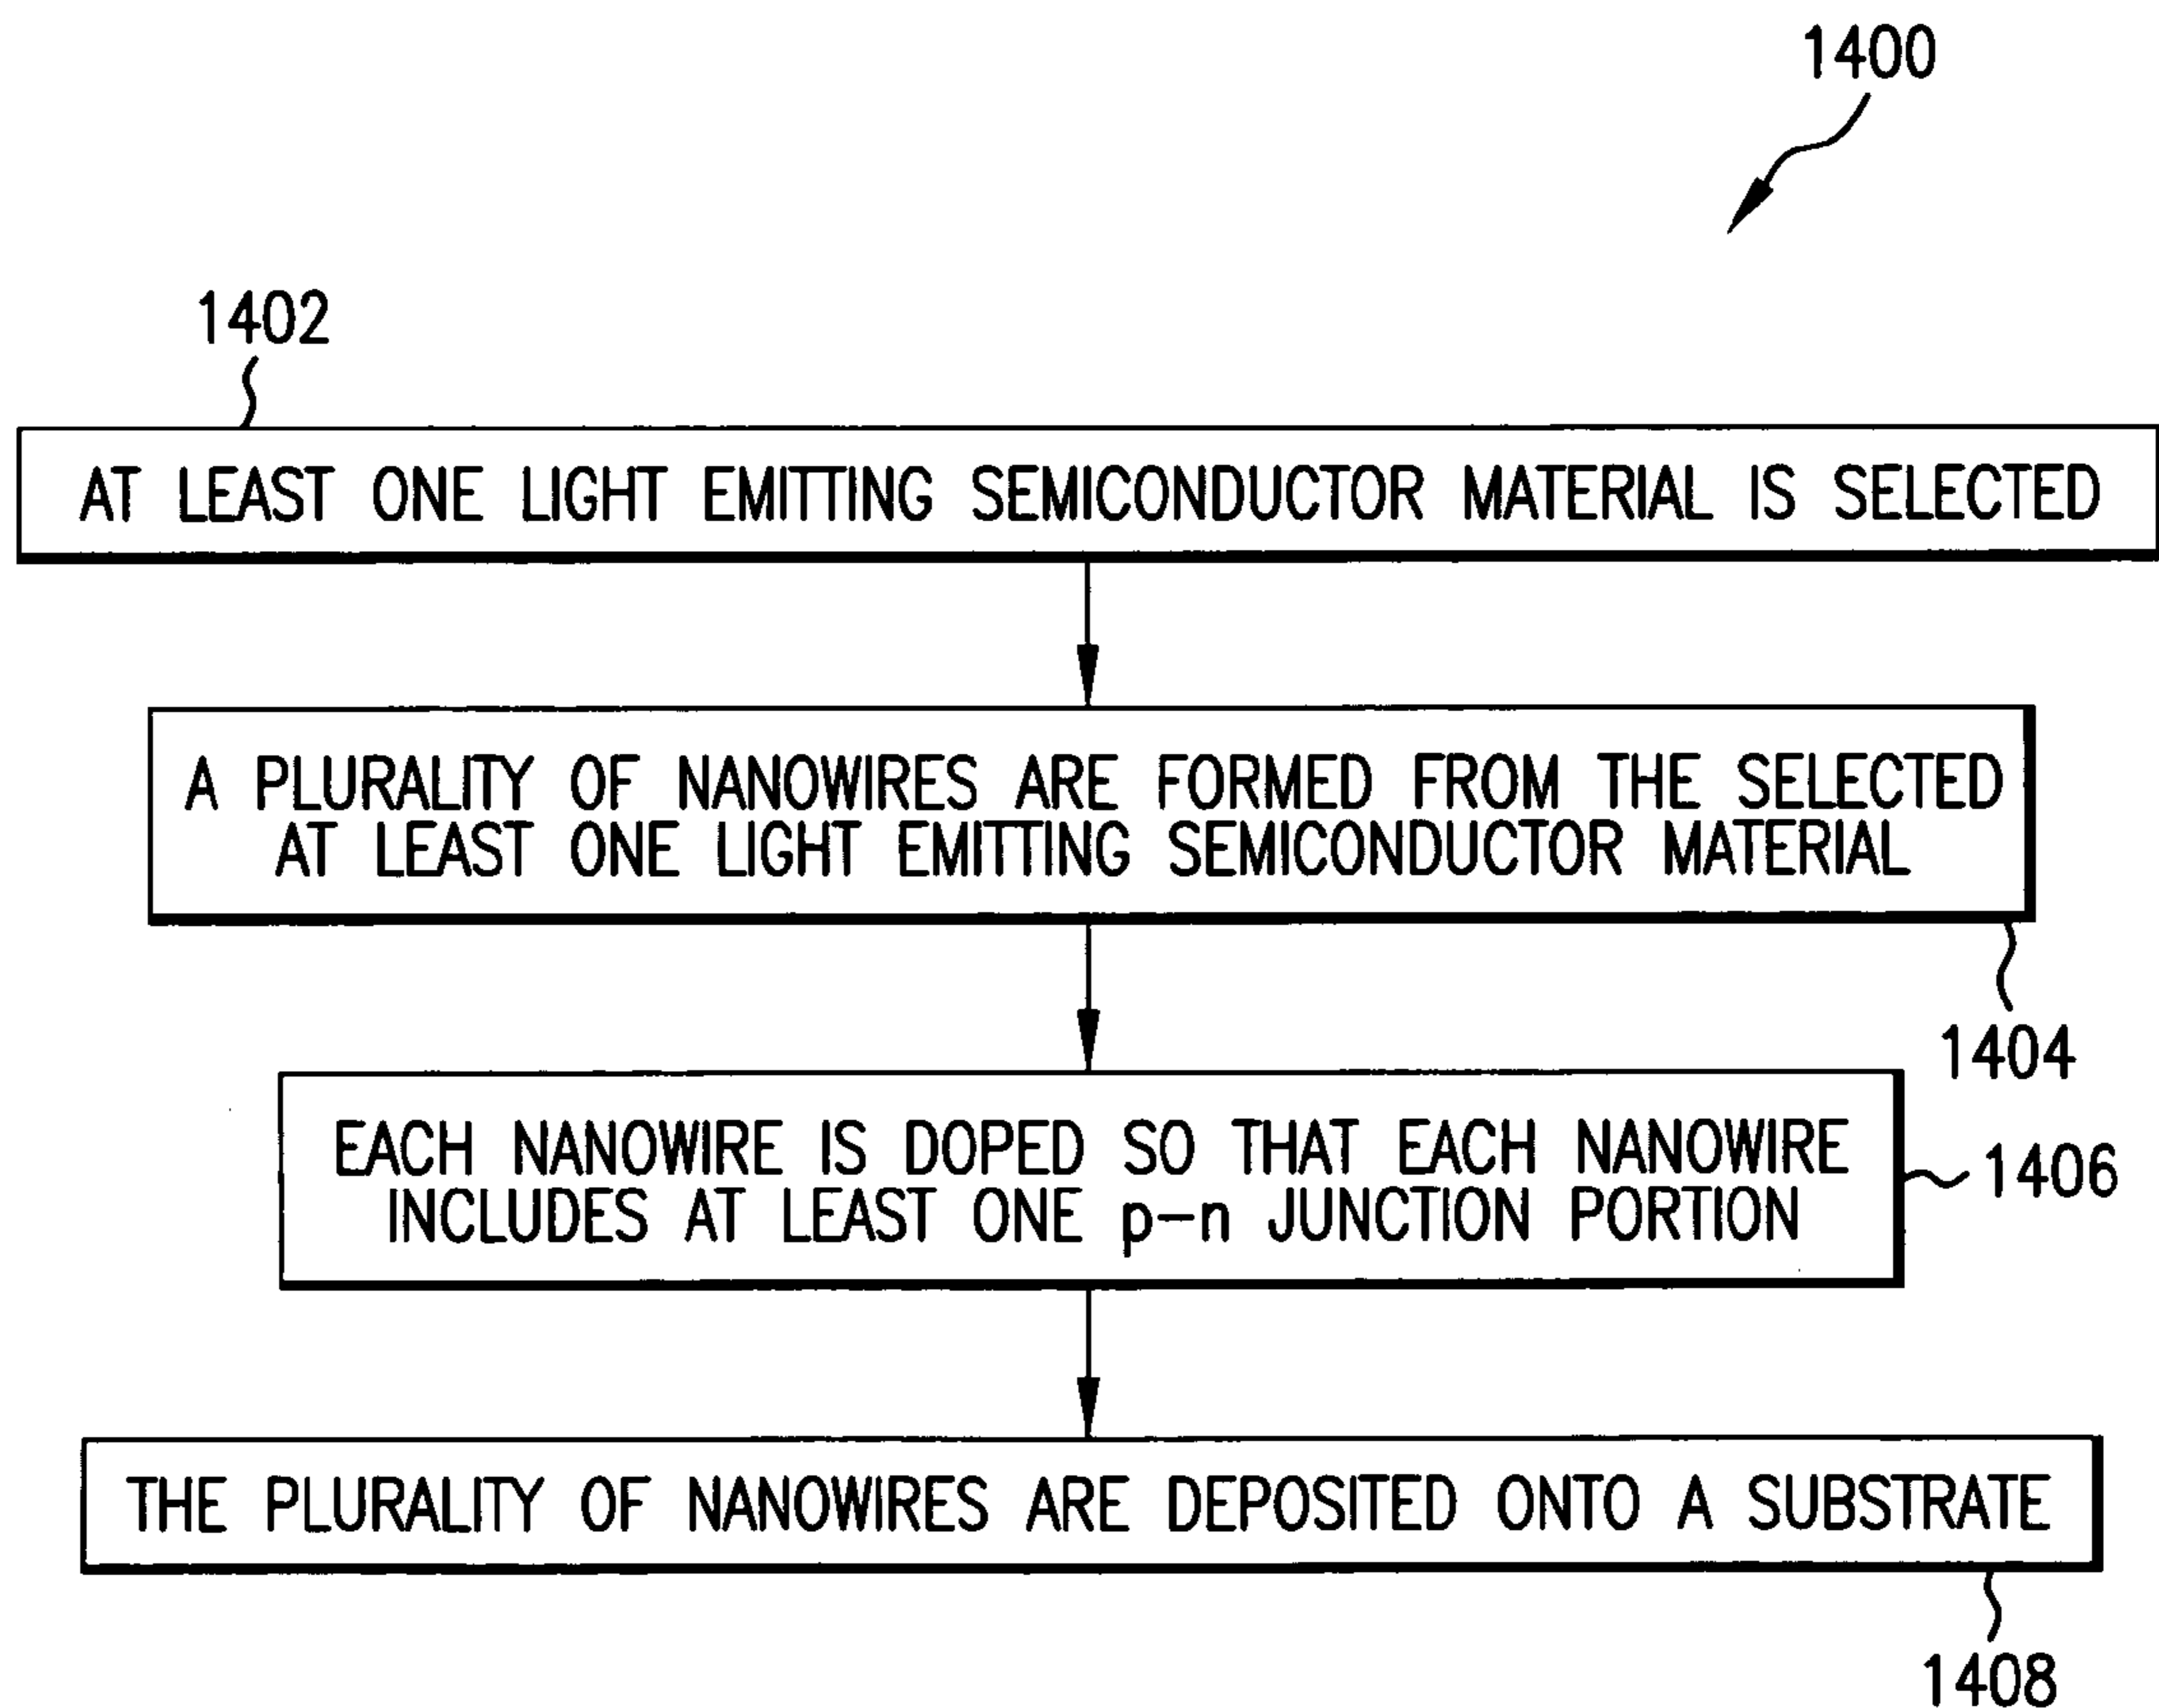 1400
1402
AT LEAST ONE LIGHT EMITTING SEMICONDUCTOR MATERIAL IS SELECTED
A PLURALITY OF NANOWIRES ARE FORMED FROM THE SELECTED
AT LEAST ONE LIGHT EMITTING SEMICONDUCTOR MATERIAL
1404
EACH NANOWIRE IS DOPED SO THAT EACH NANOWIRE
INCLUDES AT LEAST ONE p-n JUNCTION PORTION
1406
THE PLURALITY OF NANOWIRES ARE DEPOSITED ONTO A SUBSTRATE
1408